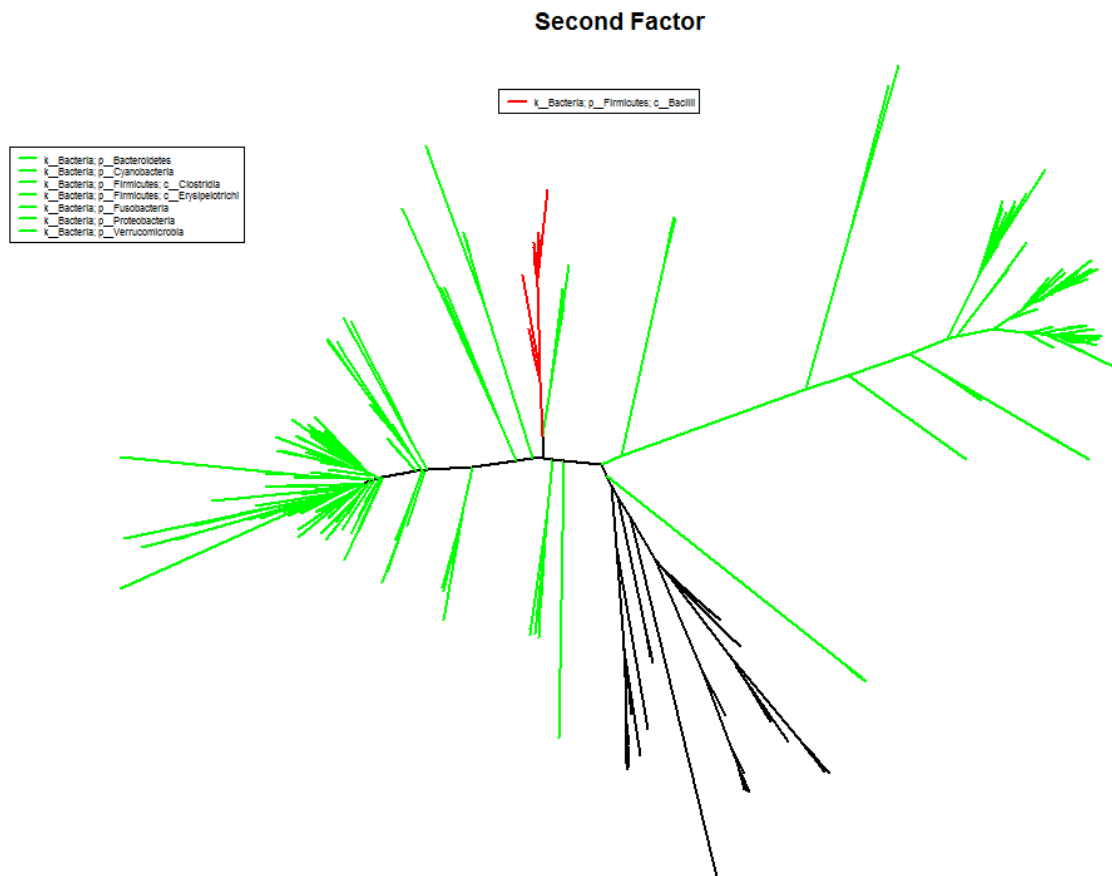 Second Factor
k__Bacteria; p__Firmicutes; c__Bacilli
k__Bacteria; p__Bacteroidetes
k__Bacteria; p__Cyanobacteria
k__Bacteria; p__Firmicutes; c__Clostridia
k__Bacteria; p__Firmicutes; c__Erysipelotrichi
k__Bacteria; p__Fusobacteria
k__Bacteria; p__Proteobacteria
k__Bacteria; p__Verrucomicrobia